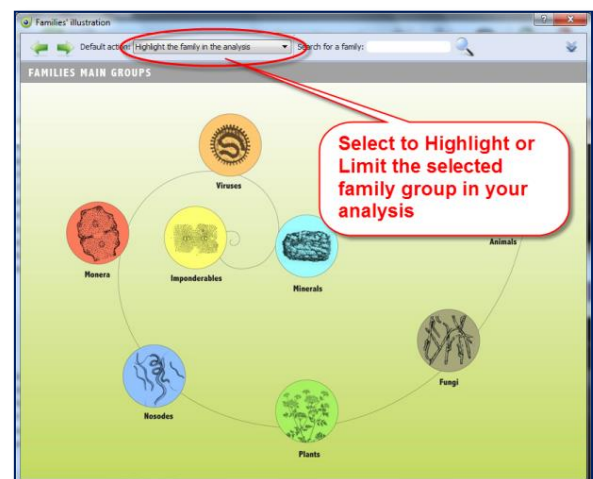 Families' illustration
Default action: Highlight the family in the analysis Search for a family:
FAMILIES MAIN GROUPS
Select to Highlight or
Limit the selected
family group in your
analysis
Viruses
Animals
Monera
Imponderables
Minerals
Fungi
Nosodes
Plants